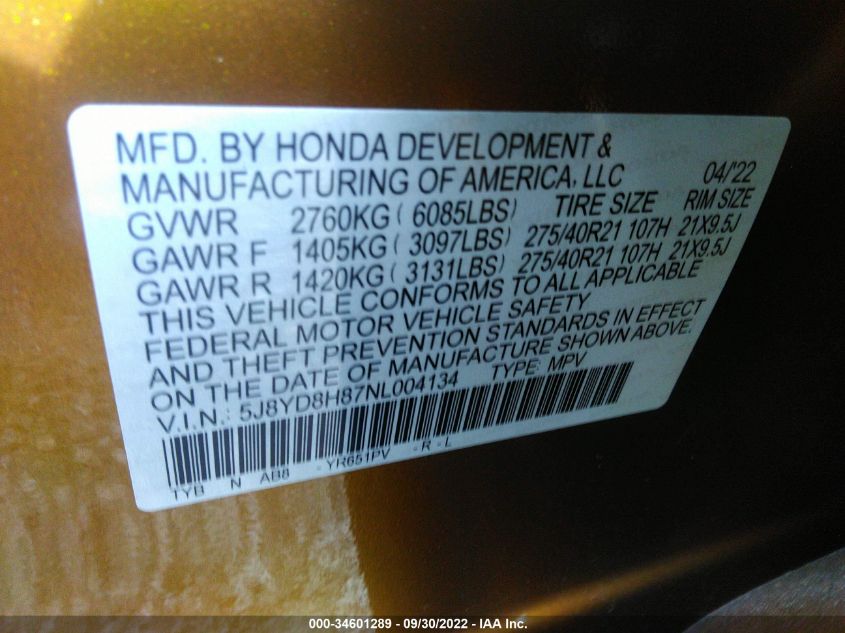 MFD. BY HONDA DEVELOPMENT &
MANUFACTURING OF AMERICA, LLC 04/'22
GVWR 2760KG ( 6085LBS) TIRE SIZE RIM SIZE
GAWR F 1405KG ( 3097LBS) 275/40R21 107H 21X9.5J
GAWR R 1420KG ( 3131LBS) 275/40R21 107H 21X9.5J
THIS VEHICLE CONFORMS TO ALL APPLICABLE
FEDERAL MOTOR VEHICLE SAFETY
AND THEFT PREVENTION STANDARDS IN EFFECT
ON THE DATE OF MANUFACTURE SHOWN ABOVE.
V.I.N.: 5J8YD8H87NL004134 TYPE: MPV
TYB N AB8 -YR651PV -R-L
000-34601289 - 09/30/2022 - IAA Inc.